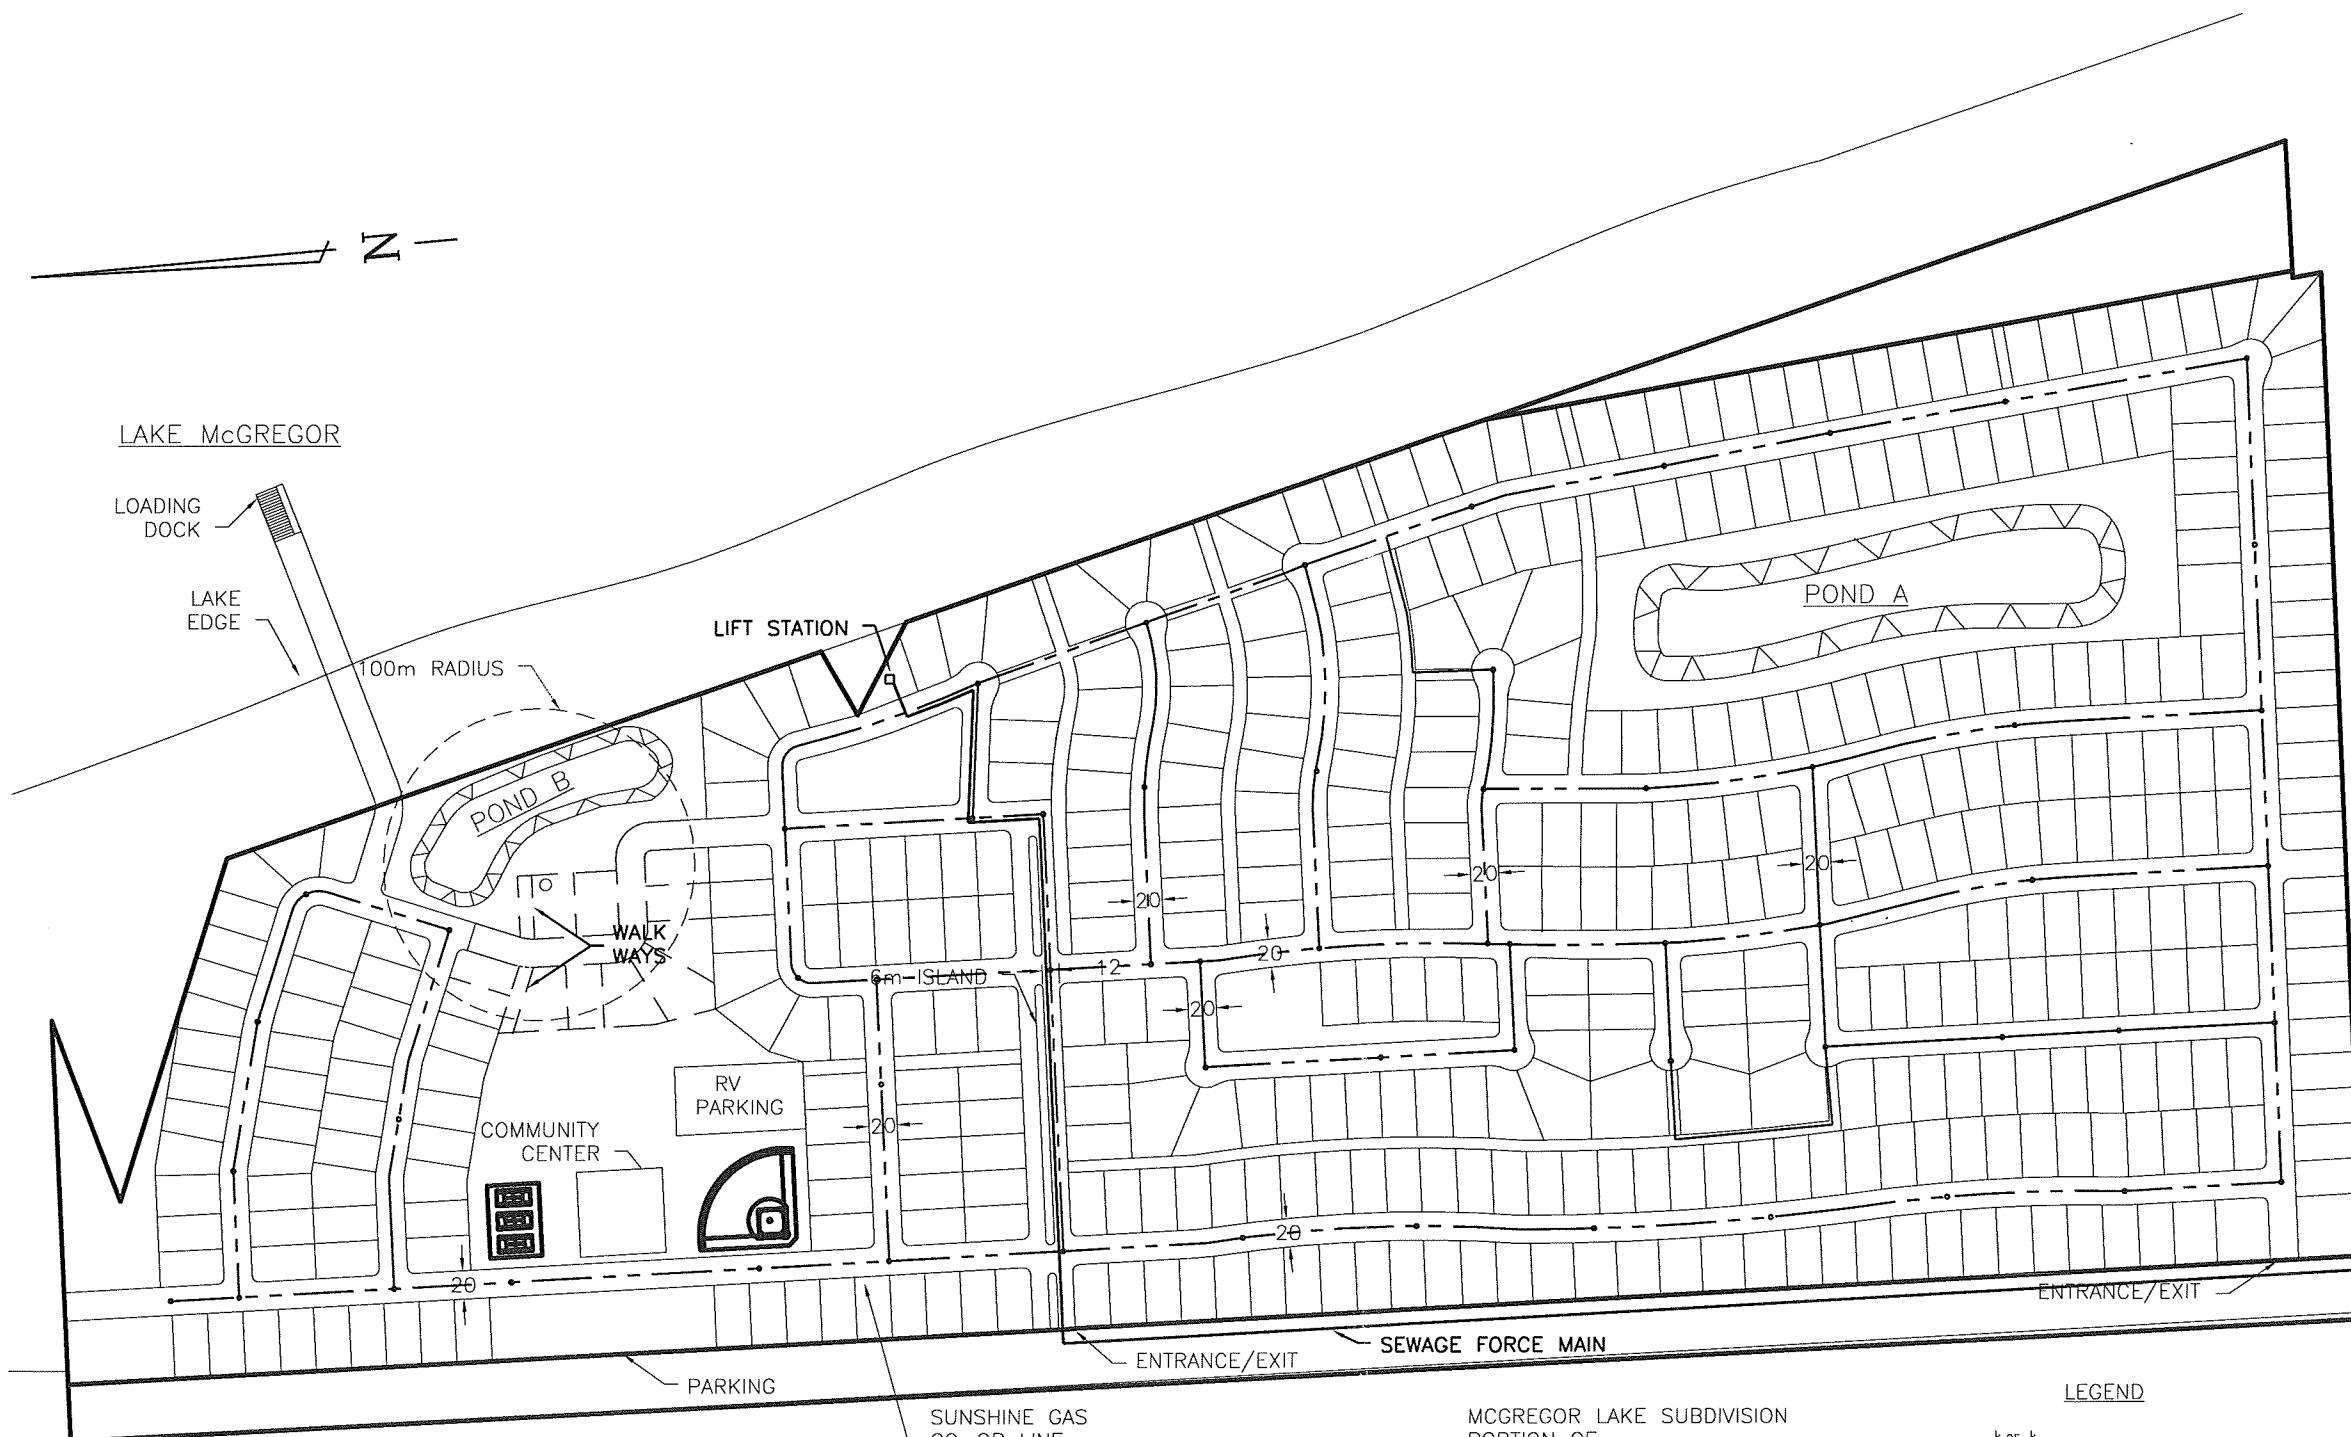 N
LAKE McGREGOR
LOADING
DOCK
LAKE
EDGE
LIFT STATION
100m RADIUS
POND A
POND B
WALK
WAYS
20
20
20
20
12
6m ISLAND
20
RV
PARKING
20
COMMUNITY
CENTER
20
20
ENTRANCE/EXIT
SEWAGE FORCE MAIN
ENTRANCE/EXIT
PARKING
LEGEND
SUNSHINE GAS
MCGREGOR LAKE SUBDIVISION